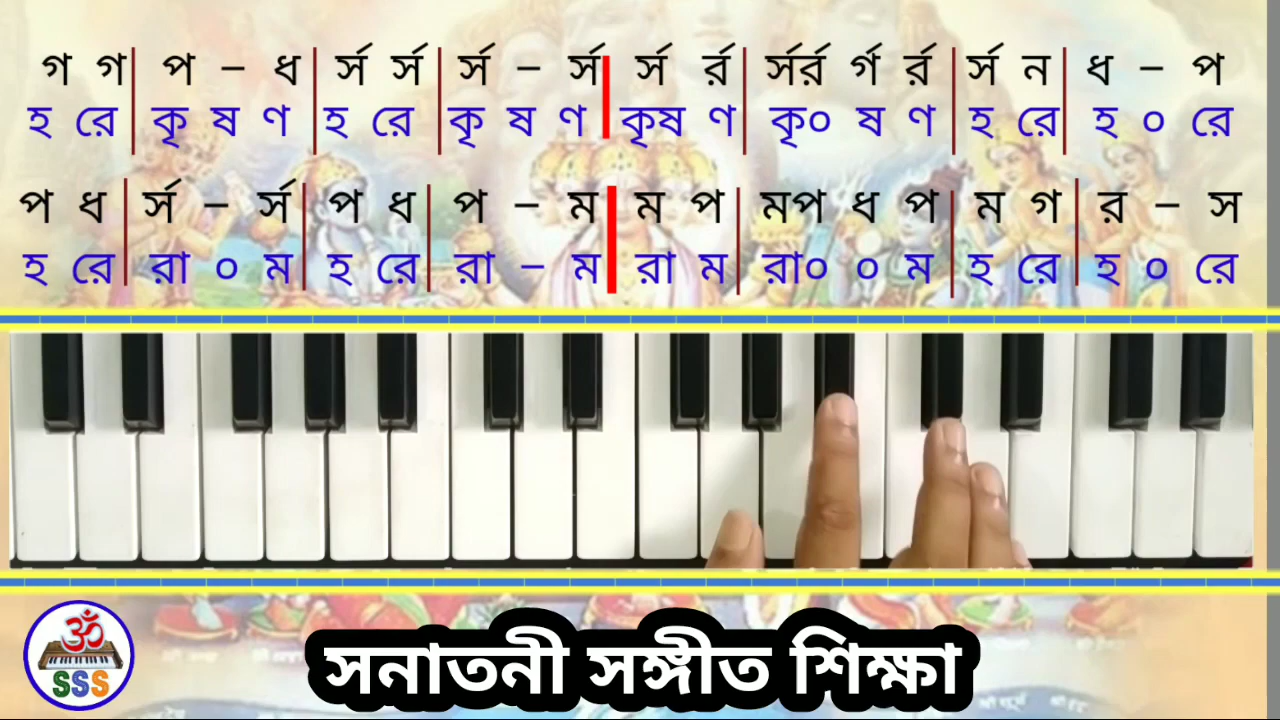 গ গ | প – ধ | র্স র্স | র্স – র্স | র্স র্র | র্সর্র র্গ র্র | র্স ন | ধ – প
হ রে কৃ ষ ণ হ রে কৃ ষ ণ কৃষ ণ কৃ০ ষ ণ হ রে হ ০ রে
প ধ | র্স – র্স | প ধ | প – ম | ম প | মপ ধ প | ম গ | র – স
হ রে রা ০ ম হ রে রা – ম রা ম রা০ ০ ম হ রে হ ০ রে
ॐ
SSS
সনাতনী সঙ্গীত শিক্ষা